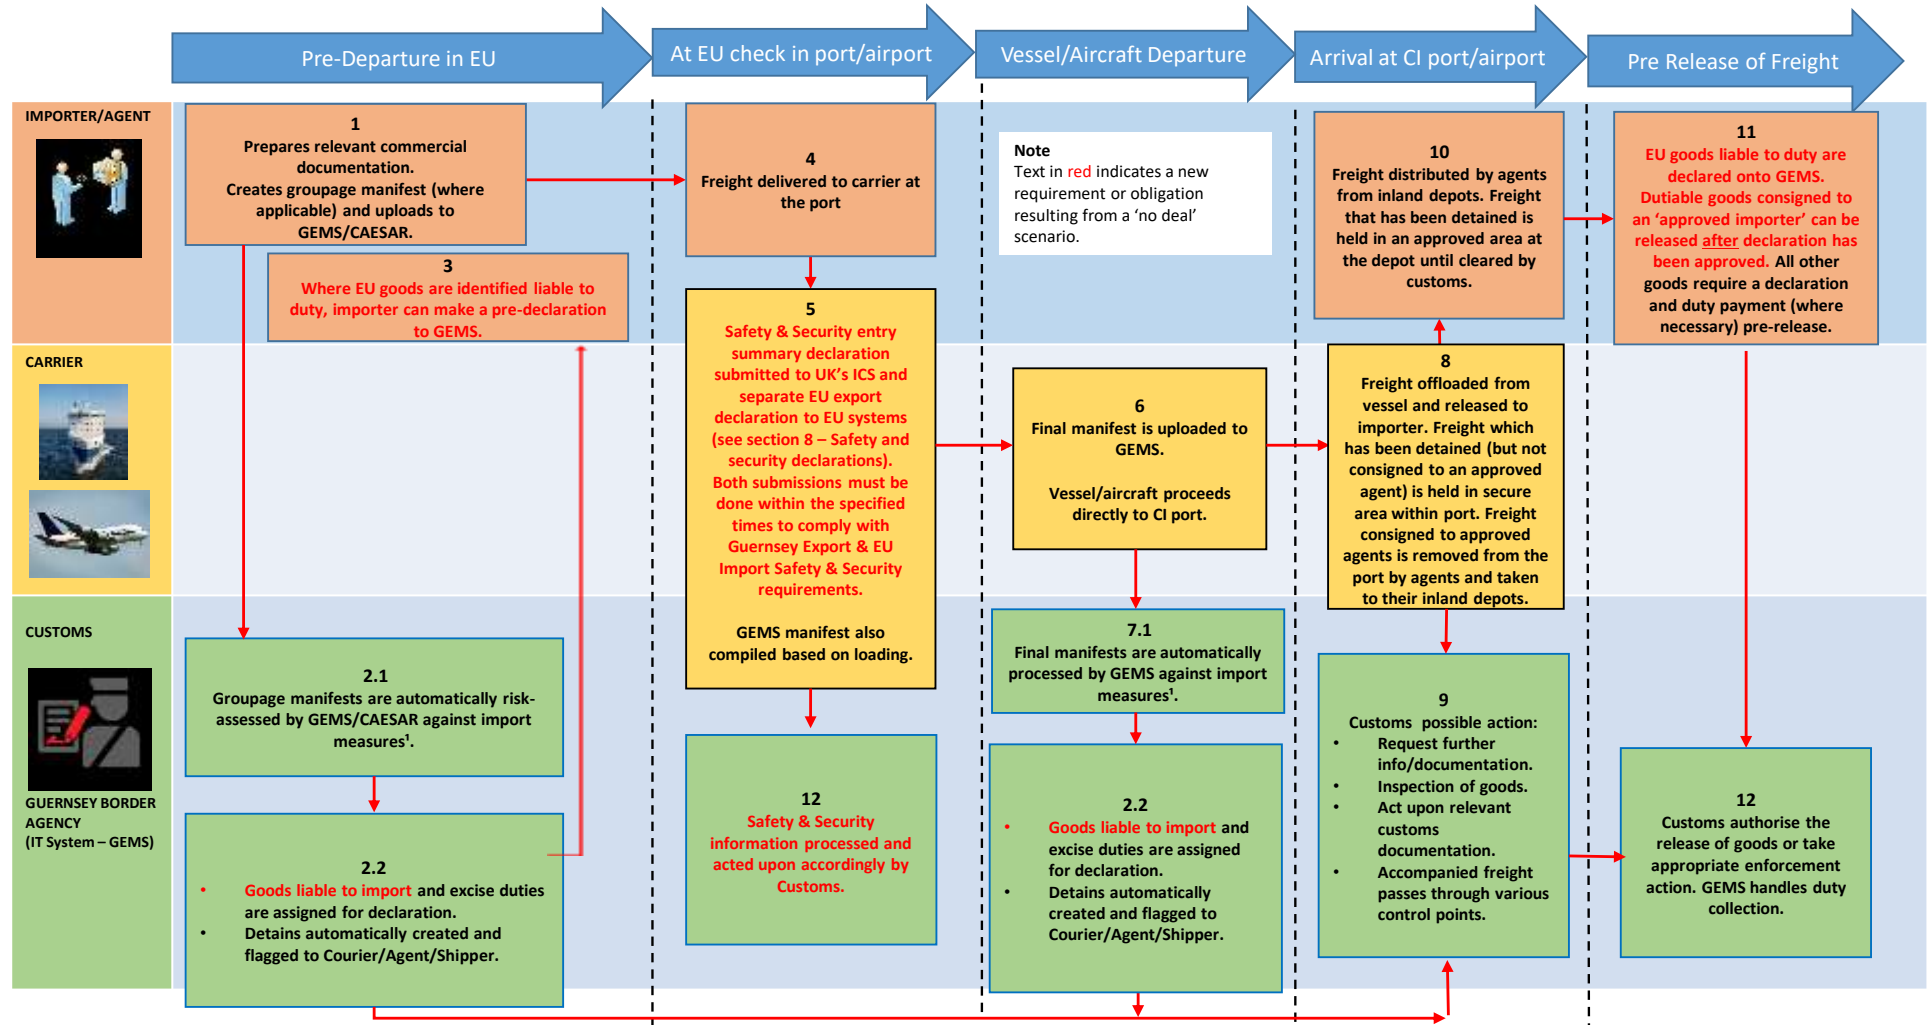 Pre-Departure in EU
At EU check in port/airport
Vessel/Aircraft Departure
Arrival at CI port/airport
Pre Release of Freight
IMPORTER/AGENT
1
Prepares relevant commercial
documentation.
Creates groupage manifest (where
applicable) and uploads to
GEMS/CAESAR.
3
Where EU goods are identified liable to
duty, importer can make a pre-declaration
to GEMS.
4
Freight delivered to carrier at
the port
Note
Text in red indicates a new
requirement or obligation
resulting from a ‘no deal’
scenario.
10
Freight distributed by agents
from inland depots. Freight
that has been detained is
held in an approved area at
the depot until cleared by
customs.
11
EU goods liable to duty are
declared onto GEMS.
Dutiable goods consigned to
an ‘approved importer’ can be
released after declaration has
been approved. All other
goods require a declaration
and duty payment (where
necessary) pre-release.
CARRIER
5
Safety & Security entry
summary declaration
submitted to UK’s ICS and
separate EU export
declaration to EU systems
(see section 8 – Safety and
security declarations).
Both submissions must be
done within the specified
times to comply with
Guernsey Export & EU
Import Safety & Security
requirements.
GEMS manifest also
compiled based on loading.
6
Final manifest is uploaded to
GEMS.
Vessel/aircraft proceeds
directly to CI port.
8
Freight offloaded from
vessel and released to
importer. Freight which
has been detained (but not
consigned to an approved
agent) is held in secure
area within port. Freight
consigned to approved
agents is removed from the
port by agents and taken
to their inland depots.
CUSTOMS
GUERNSEY BORDER
AGENCY
(IT System – GEMS)
2.1
Groupage manifests are automatically risk-
assessed by GEMS/CAESAR against import
measures¹.
2.2
• Goods liable to import and excise duties
are assigned for declaration.
• Detains automatically created and
flagged to Courier/Agent/Shipper.
12
Safety & Security
information processed and
acted upon accordingly by
Customs.
7.1
Final manifests are automatically
processed by GEMS against import
measures¹.
2.2
• Goods liable to import and
excise duties are assigned
for declaration.
• Detains automatically
created and flagged to
Courier/Agent/Shipper.
9
Customs possible action:
• Request further
info/documentation.
• Inspection of goods.
• Act upon relevant
customs
documentation.
• Accompanied freight
passes through various
control points.
12
Customs authorise the
release of goods or take
appropriate enforcement
action. GEMS handles duty
collection.